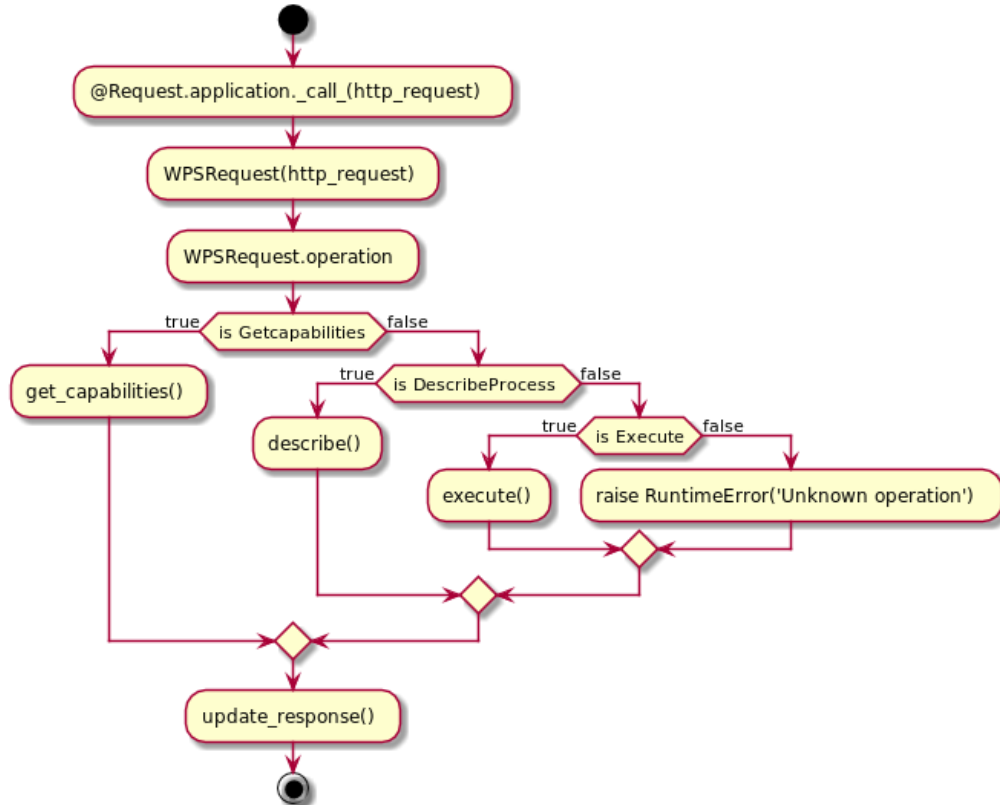 @Request.application._call_(http_request)
WPSRequest(http_request)
WPSRequest.operation
true
is Getcapabilities
false
get_capabilities()
true
is DescribeProcess
false
describe()
true
is Execute
false
execute()
raise RuntimeError('Unknown operation')
update_response()